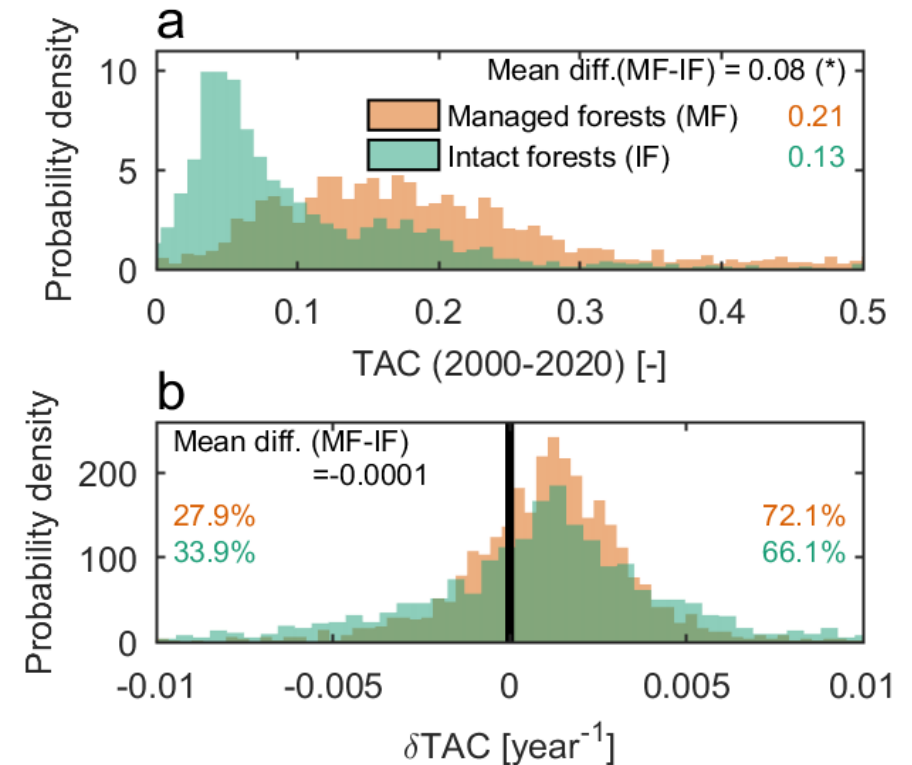 a
Probability density
10
5
0
Mean diff.(MF-IF) = 0.08 (*)
Managed forests (MF) 0.21
Intact forests (IF) 0.13
0 0.1 0.2 0.3 0.4 0.5
TAC (2000-2020) [-]
b
Probability density
200
100
0
Mean diff. (MF-IF)
=-0.0001
27.9% 72.1%
33.9% 66.1%
-0.01 -0.005 0 0.005 0.01
δTAC [year⁻¹]